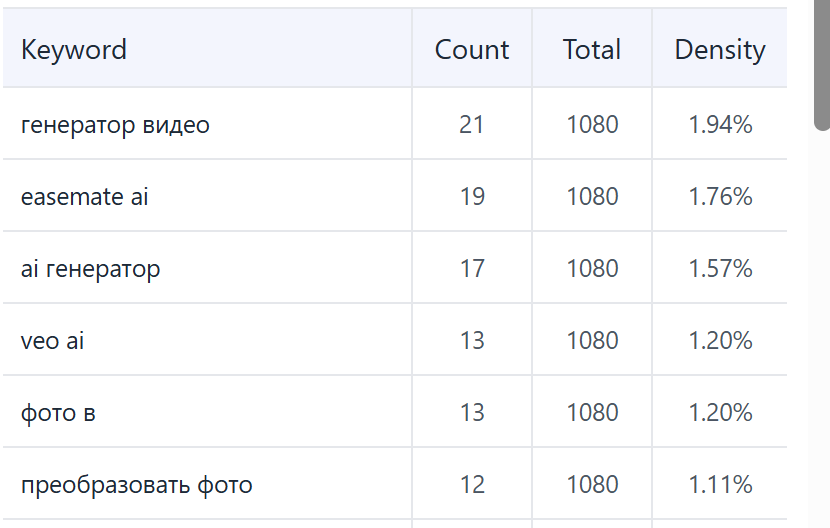 Keyword Count Total Density
генератор видео 21 1080 1.94%
easemate ai 19 1080 1.76%
ai генератор 17 1080 1.57%
veo ai 13 1080 1.20%
фото в 13 1080 1.20%
преобразовать фото 12 1080 1.11%